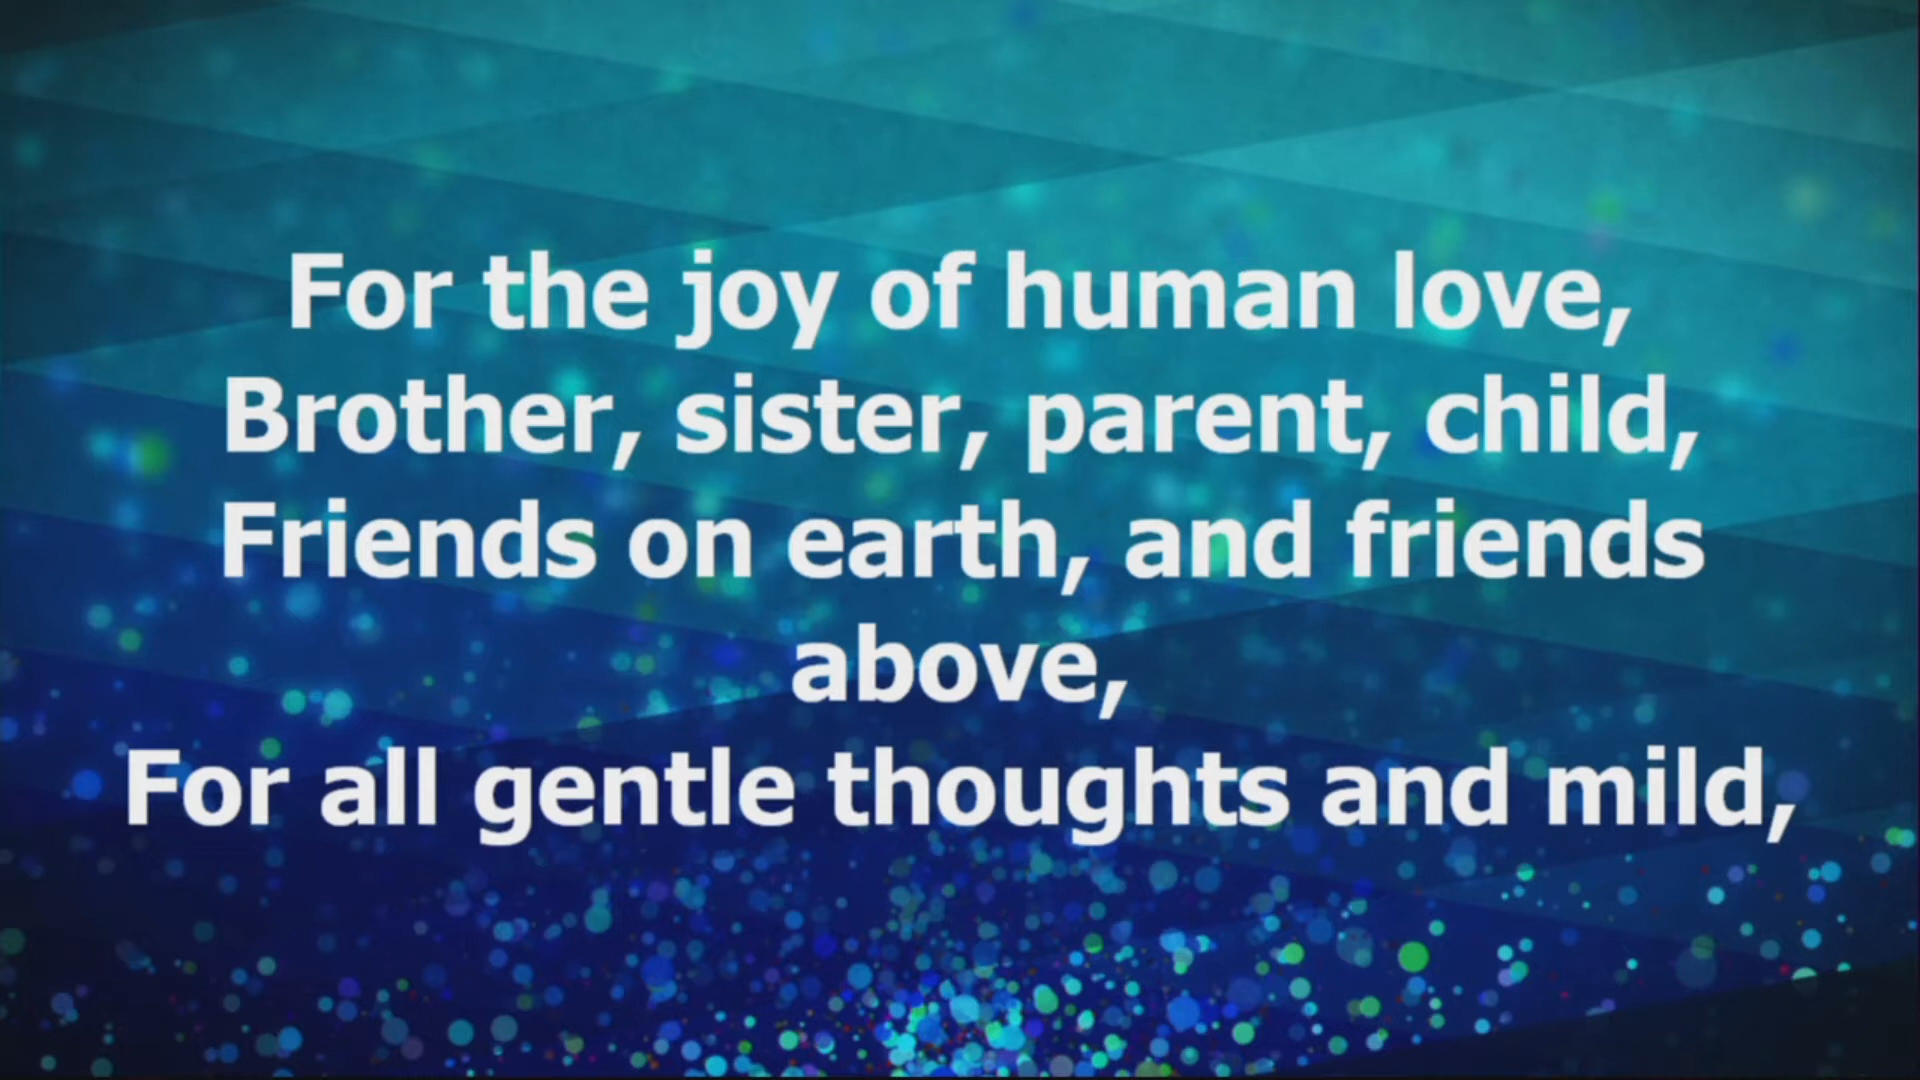 For the joy of human love,
Brother, sister, parent, child,
Friends on earth, and friends
above,
For all gentle thoughts and mild,